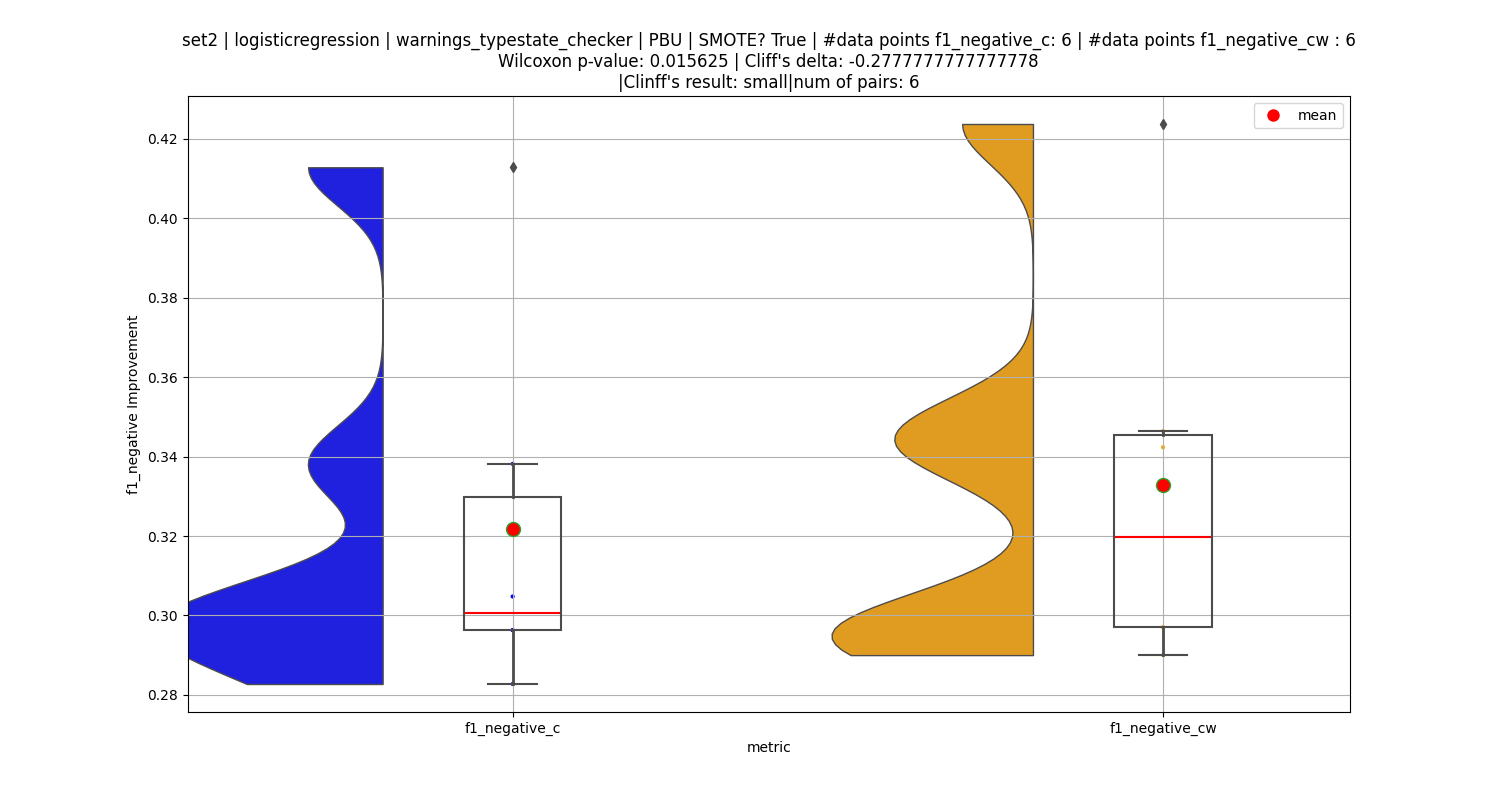 set2 | logisticregression | warnings_typestate_checker | PBU | SMOTE? True | #data points f1_negative_c: 6 | #data points f1_negative_cw : 6
Wilcoxon p-value: 0.015625 | Cliff's delta: -0.2777777777777778
|Clinff's result: small|num of pairs: 6
mean
0.42
0.40
0.38
0.36
0.34
0.32
0.30
0.28
f1_negative Improvement
f1_negative_c
f1_negative_cw
metric